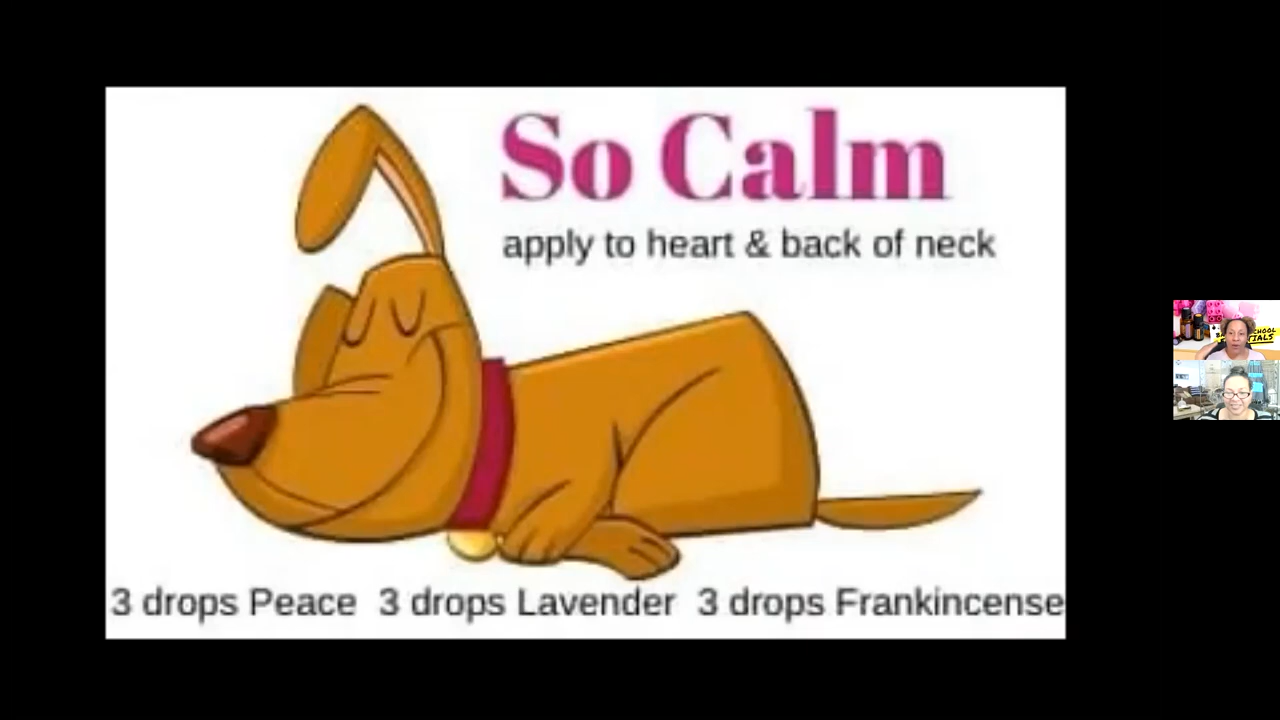 So Calm
apply to heart & back of neck
3 drops Peace 3 drops Lavender 3 drops Frankincense